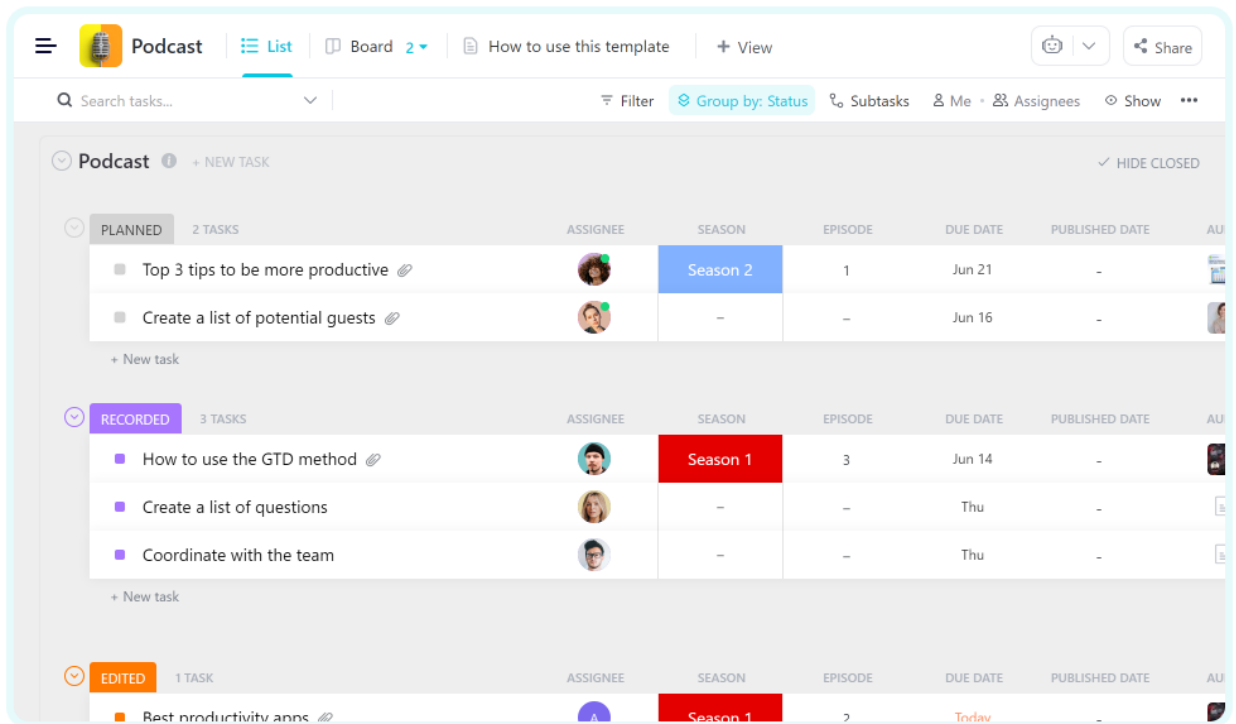 Podcast List Board 2 How to use this template + View Share
Search tasks... Filter Group by: Status Subtasks Me • Assignees Show •••
Podcast + NEW TASK HIDE CLOSED
PLANNED 2 TASKS ASSIGNEE SEASON EPISODE DUE DATE PUBLISHED DATE AU
Top 3 tips to be more productive Season 2 1 Jun 21 -
Create a list of potential guests – – Jun 16 -
+ New task
RECORDED 3 TASKS ASSIGNEE SEASON EPISODE DUE DATE PUBLISHED DATE AU
How to use the GTD method Season 1 3 Jun 14 -
Create a list of questions – – Thu -
Coordinate with the team – – Thu -
+ New task
EDITED 1 TASK ASSIGNEE SEASON EPISODE DUE DATE PUBLISHED DATE AU
Best productivity apps A Season 1 2 Today -